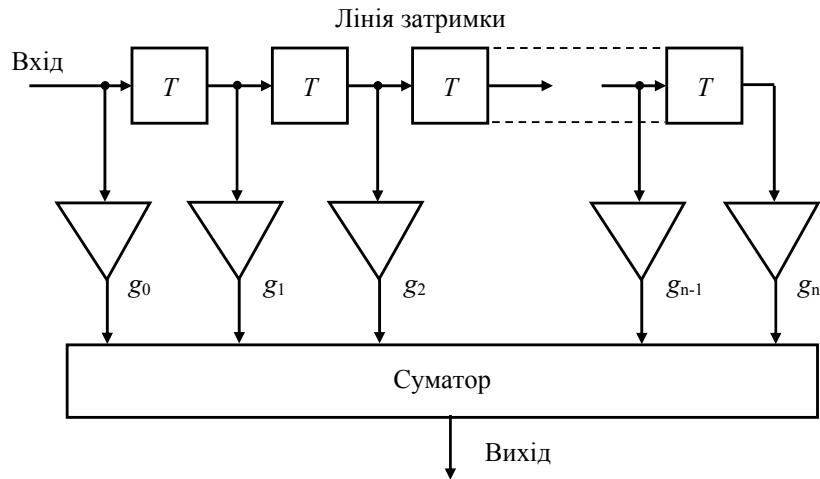 Лінія затримки
Вхід
T T T T
g0 g1 g2 gn-1 gn
Суматор
Вихід